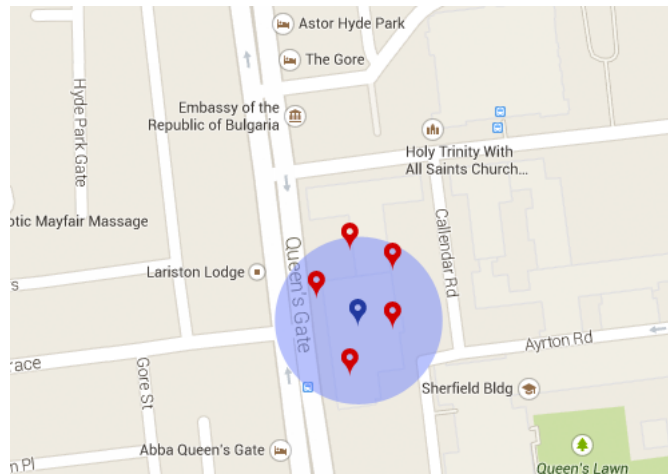 Astor Hyde Park
The Gore
Hyde Park Gate
Embassy of the
Republic of Bulgaria
Holy Trinity With
All Saints Church...
otic Mayfair Massage
Callendar Rd
Queen's Gate
Lariston Lodge
s
race
Ayrton Rd
Gore St
Sherfield Bldg
Abba Queen's Gate
n Pl
Queen's Lawn